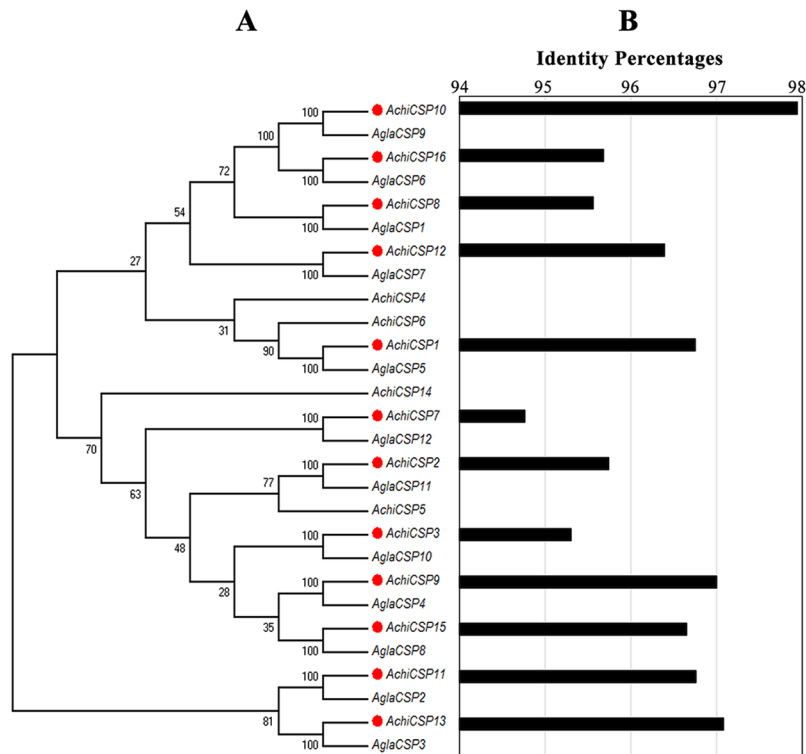 A B
Identity Percentages
94 95 96 97 98
100 AchiCSP10
100 AglaCSP9
AchiCSP16
72 100 AglaCSP6
AchiCSP8
54 100 AglaCSP1
AchiCSP12
27 100 AglaCSP7
AchiCSP4
31 AchiCSP6
90 AchiCSP1
100 AglaCSP5
AchiCSP14
70 100 AchiCSP7
AglaCSP12
63 100 AchiCSP2
77 AglaCSP11
AchiCSP5
48 100 AchiCSP3
AglaCSP10
28 100 AchiCSP9
AglaCSP4
35 AchiCSP15
100 AglaCSP8
100 AchiCSP11
AglaCSP2
81 AchiCSP13
100 AglaCSP3